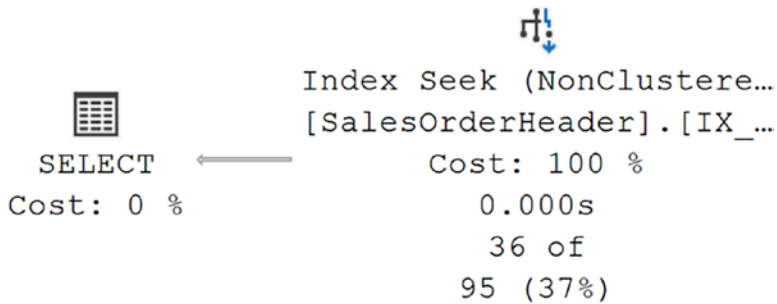 SELECT
Cost: 0 %
Index Seek (NonClustere…
[SalesOrderHeader].[IX_…
Cost: 100 %
0.000s
36 of
95 (37%)